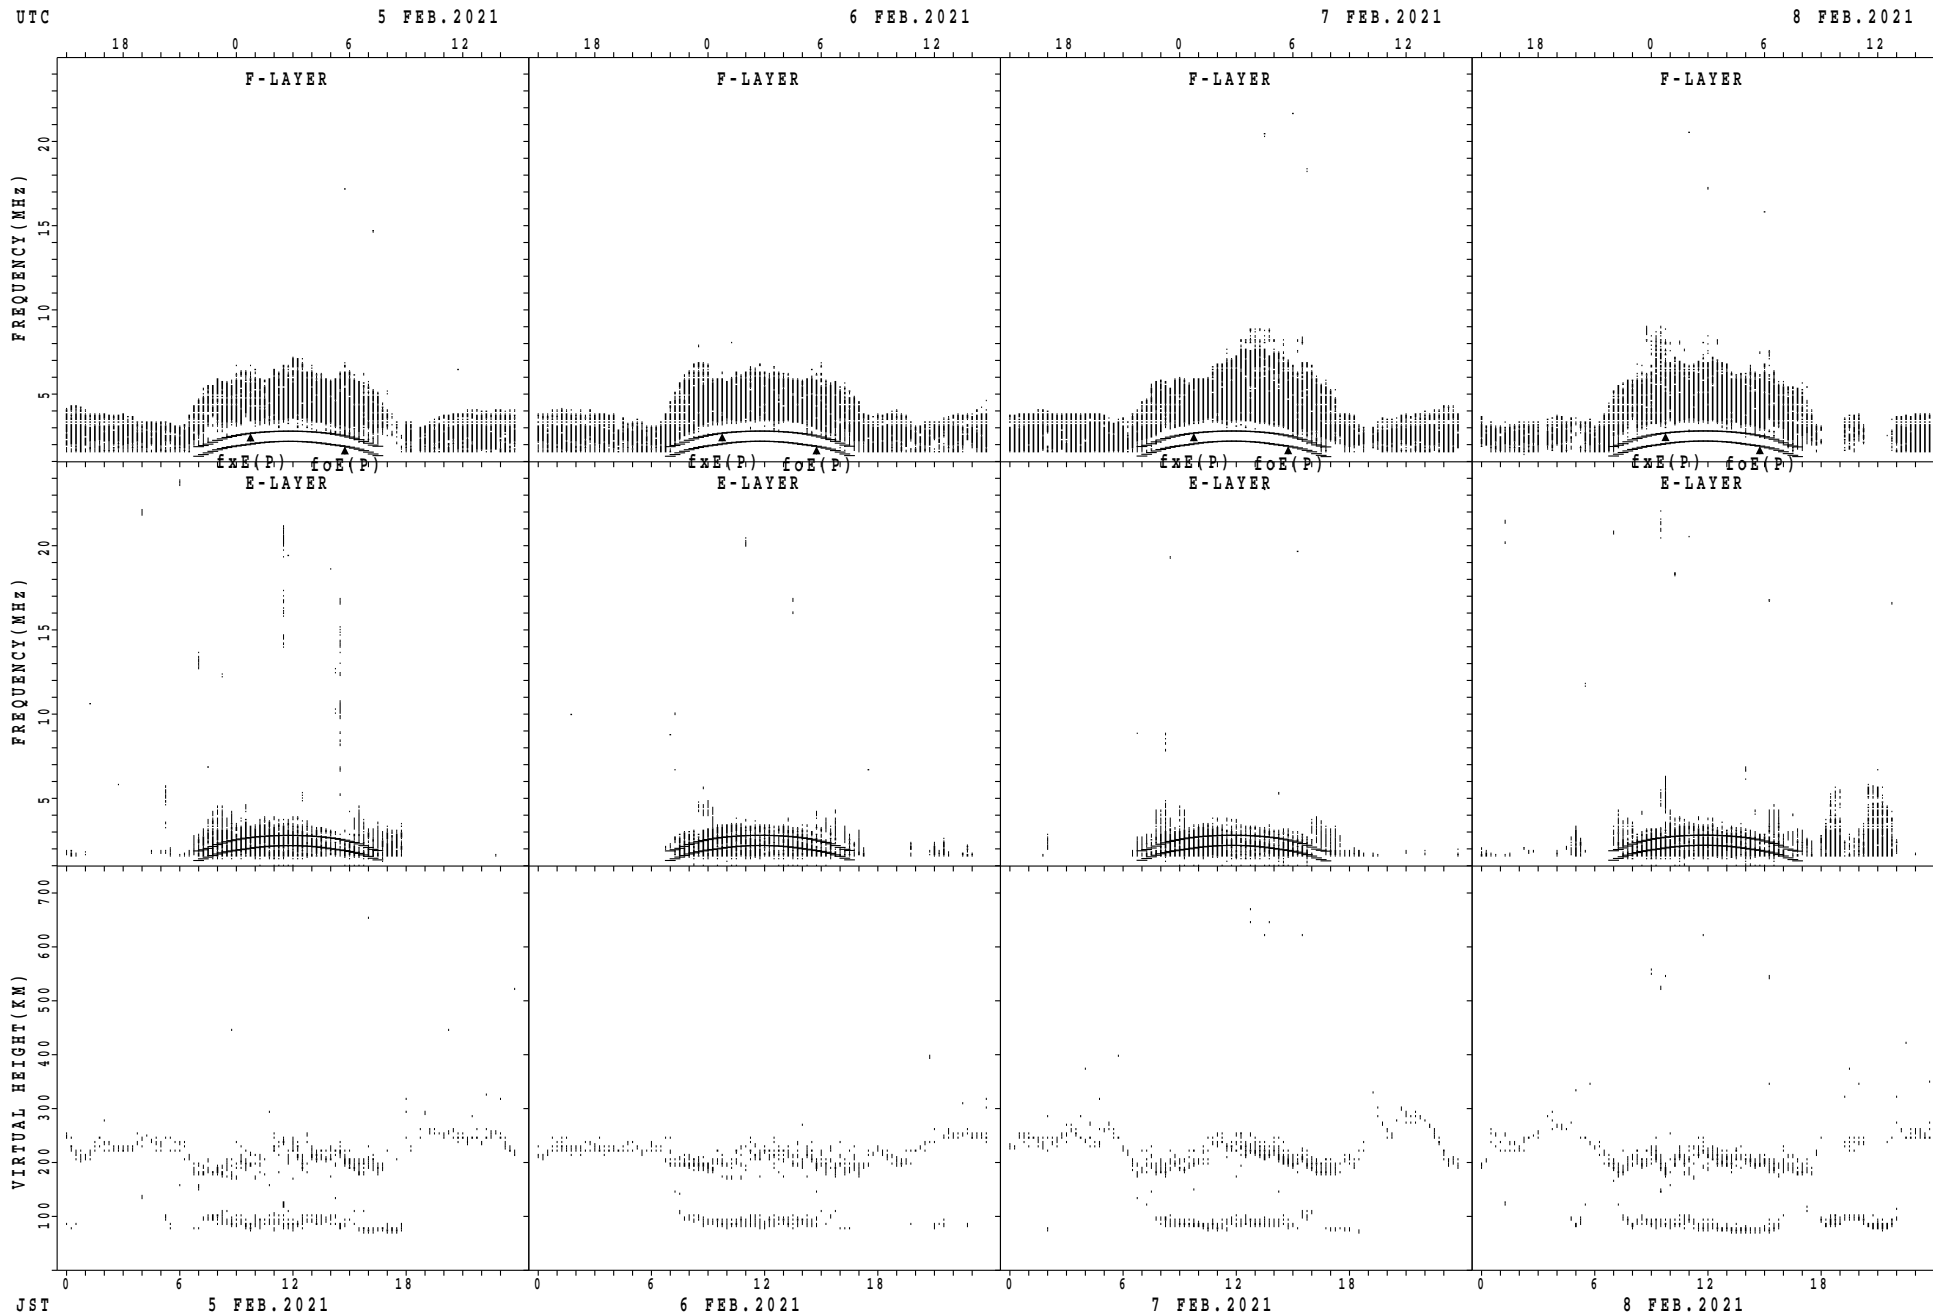 UTC 5 FEB.2021 6 FEB.2021 7 FEB.2021 8 FEB.2021
18 0 6 12 18 0 6 12 18 0 6 12 18 0 6 12
F-LAYER F-LAYER F-LAYER F-LAYER
FREQUENCY(MHz)
20
15
10
5
fxE(P) foE(P) fxE(P) foE(P) fxE(P) foE(P) fxE(P) foE(P)
E-LAYER E-LAYER E-LAYER E-LAYER
FREQUENCY(MHz)
20
15
10
5
VIRTUAL HEIGHT(KM)
700
600
500
400
300
200
100
0 6 12 18 0 6 12 18 0 6 12 18 0 6 12 18
JST 5 FEB.2021 6 FEB.2021 7 FEB.2021 8 FEB.2021